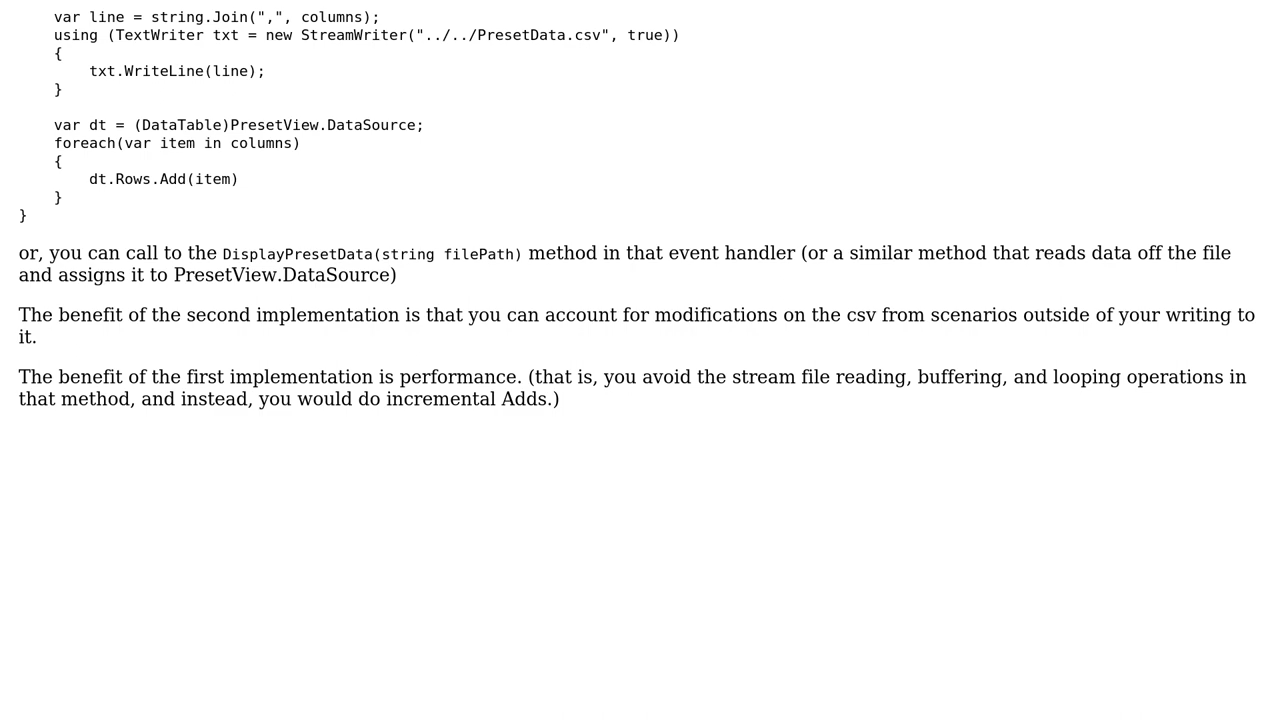 var line = string.Join(",", columns);
    using (TextWriter txt = new StreamWriter("../../PresetData.csv", true))
    {
        txt.WriteLine(line);
    }

    var dt = (DataTable)PresetView.DataSource;
    foreach(var item in columns)
    {
        dt.Rows.Add(item)
    }
}
or, you can call to the DisplayPresetData(string filePath) method in that event handler (or a similar method that reads data off the file
and assigns it to PresetView.DataSource)
The benefit of the second implementation is that you can account for modifications on the csv from scenarios outside of your writing to
it.
The benefit of the first implementation is performance. (that is, you avoid the stream file reading, buffering, and looping operations in
that method, and instead, you would do incremental Adds.)